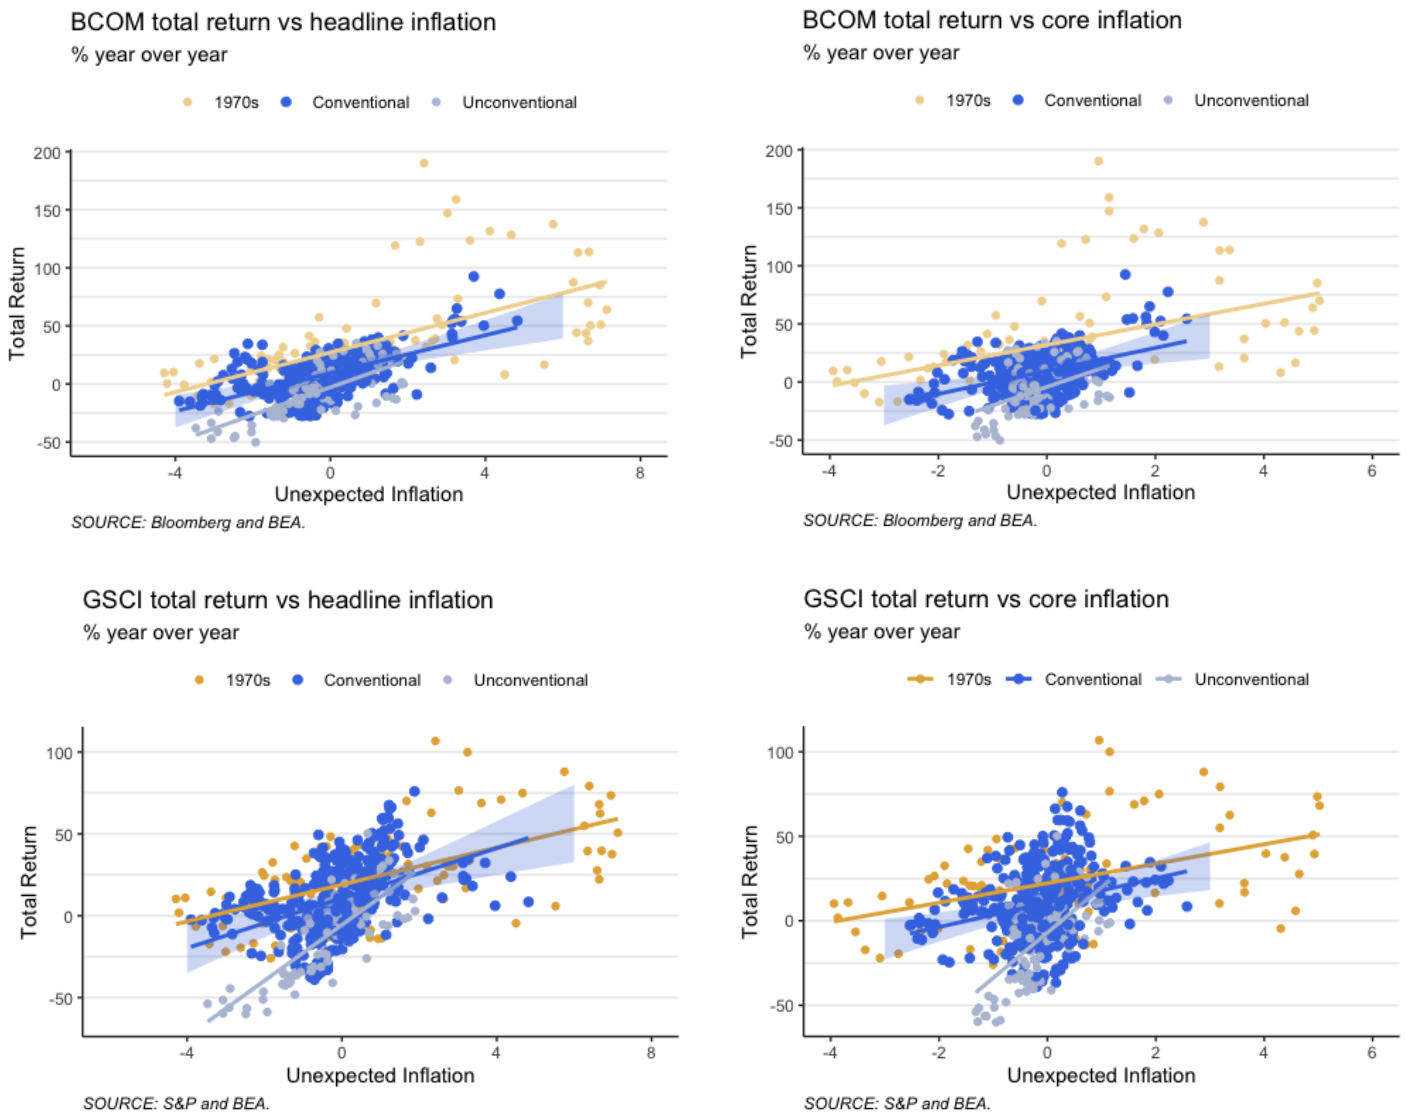 BCOM total return vs headline inflation
% year over year
1970s Conventional Unconventional
200
150
100
50
0
-50
Total Return
-4 0 4 8
Unexpected Inflation
SOURCE: Bloomberg and BEA.
BCOM total return vs core inflation
% year over year
1970s Conventional Unconventional
200
150
100
50
0
-50
Total Return
-4 -2 0 2 4 6
Unexpected Inflation
SOURCE: Bloomberg and BEA.
GSCI total return vs headline inflation
% year over year
1970s Conventional Unconventional
100
50
0
-50
Total Return
-4 0 4 8
Unexpected Inflation
SOURCE: S&P and BEA.
GSCI total return vs core inflation
% year over year
1970s Conventional Unconventional
100
50
0
-50
Total Return
-4 -2 0 2 4 6
Unexpected Inflation
SOURCE: S&P and BEA.